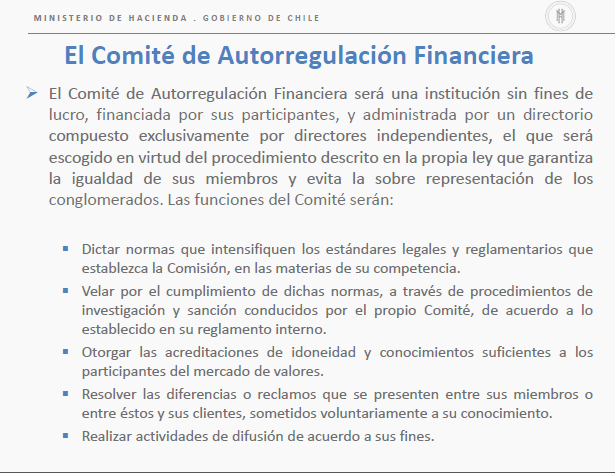 MINISTERIO DE HACIENDA . GOBIERNO DE CHILE
El Comité de Autorregulación Financiera
El Comité de Autorregulación Financiera será una institución sin fines de
lucro, financiada por sus participantes, y administrada por un directorio
compuesto exclusivamente por directores independientes, el que será
escogido en virtud del procedimiento descrito en la propia ley que garantiza
la igualdad de sus miembros y evita la sobre representación de los
conglomerados. Las funciones del Comité serán:
Dictar normas que intensifiquen los estándares legales y reglamentarios que
establezca la Comisión, en las materias de su competencia.
Velar por el cumplimiento de dichas normas, a través de procedimientos de
investigación y sanción conducidos por el propio Comité, de acuerdo a lo
establecido en su reglamento interno.
Otorgar las acreditaciones de idoneidad y conocimientos suficientes a los
participantes del mercado de valores.
Resolver las diferencias o reclamos que se presenten entre sus miembros o
entre éstos y sus clientes, sometidos voluntariamente a su conocimiento.
Realizar actividades de difusión de acuerdo a sus fines.